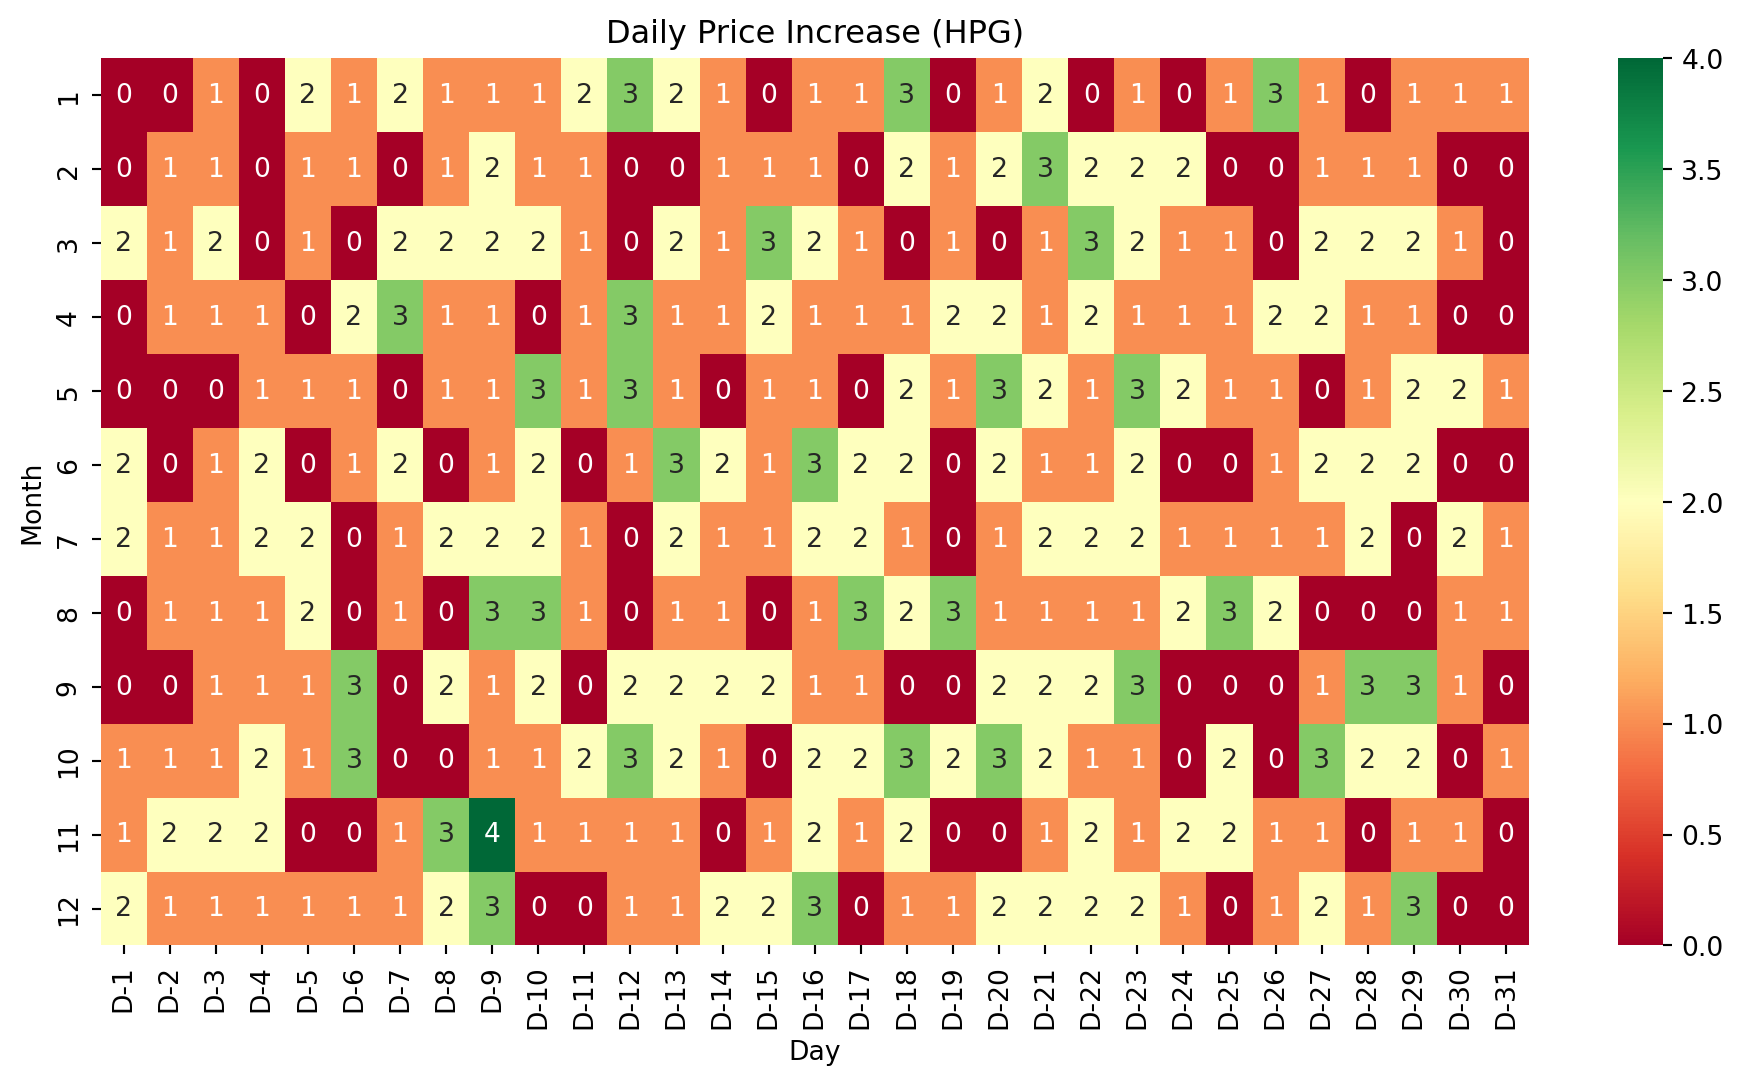 Daily Price Increase (HPG)
1 0 0 1 0 2 1 2 1 1 1 2 3 2 1 0 1 1 3 0 1 2 0 1 0 1 3 1 0 1 1 1
2 0 1 1 0 1 1 0 1 2 1 1 0 0 1 1 1 0 2 1 2 3 2 2 2 0 0 1 1 1 0 0
3 2 1 2 0 1 0 2 2 2 2 1 0 2 1 3 2 1 0 1 0 1 3 2 1 1 0 2 2 2 1 0
4 0 1 1 1 0 2 3 1 1 0 1 3 1 1 2 1 1 1 2 2 1 2 1 1 1 2 2 1 1 0 0
5 0 0 0 1 1 1 0 1 1 3 1 3 1 0 1 1 0 2 1 3 2 1 3 2 1 1 0 1 2 2 1
6 2 0 1 2 0 1 2 0 1 2 0 1 3 2 1 3 2 2 0 2 1 1 2 0 0 1 2 2 2 0 0
7 2 1 1 2 2 0 1 2 2 2 1 0 2 1 1 2 2 1 0 1 2 2 2 1 1 1 1 2 0 2 1
8 0 1 1 1 2 0 1 0 3 3 1 0 1 1 0 1 3 2 3 1 1 1 1 2 3 2 0 0 0 1 1
9 0 0 1 1 1 3 0 2 1 2 0 2 2 2 2 1 1 0 0 2 2 2 3 0 0 0 1 3 3 1 0
10 1 1 1 2 1 3 0 0 1 1 2 3 2 1 0 2 2 3 2 3 2 1 1 0 2 0 3 2 2 0 1
11 1 2 2 2 0 0 1 3 4 1 1 1 1 0 1 2 1 2 0 0 1 2 1 2 2 1 1 0 1 1 0
12 2 1 1 1 1 1 1 2 3 0 0 1 1 2 2 3 0 1 1 2 2 2 2 1 0 1 2 1 3 0 0
Month
D-1 D-2 D-3 D-4 D-5 D-6 D-7 D-8 D-9 D-10 D-11 D-12 D-13 D-14 D-15 D-16 D-17 D-18 D-19 D-20 D-21 D-22 D-23 D-24 D-25 D-26 D-27 D-28 D-29 D-30 D-31
Day
4.0
3.5
3.0
2.5
2.0
1.5
1.0
0.5
0.0